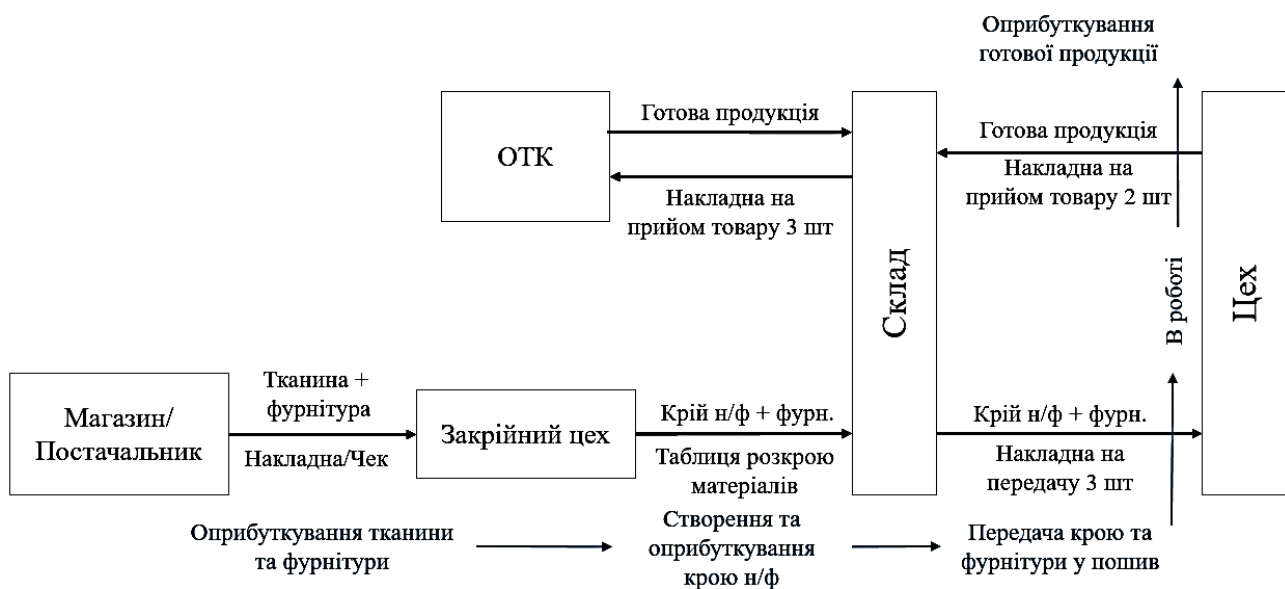 Оприбуткування
готової продукції
ОТК
Готова продукція
Накладна на
прийом товару 3 шт
Склад
Готова продукція
Накладна на
прийом товару 2 шт
В роботі
Цех
Магазин/
Постачальник
Тканина +
фурнітура
Накладна/Чек
Закрійний цех
Крій н/ф + фурн.
Таблиця розкрою
матеріалів
Крій н/ф + фурн.
Накладна на
передачу 3 шт
Оприбуткування тканини
та фурнітури
Створення та
оприбуткування
крою н/ф
Передача крою та
фурнітури у пошив